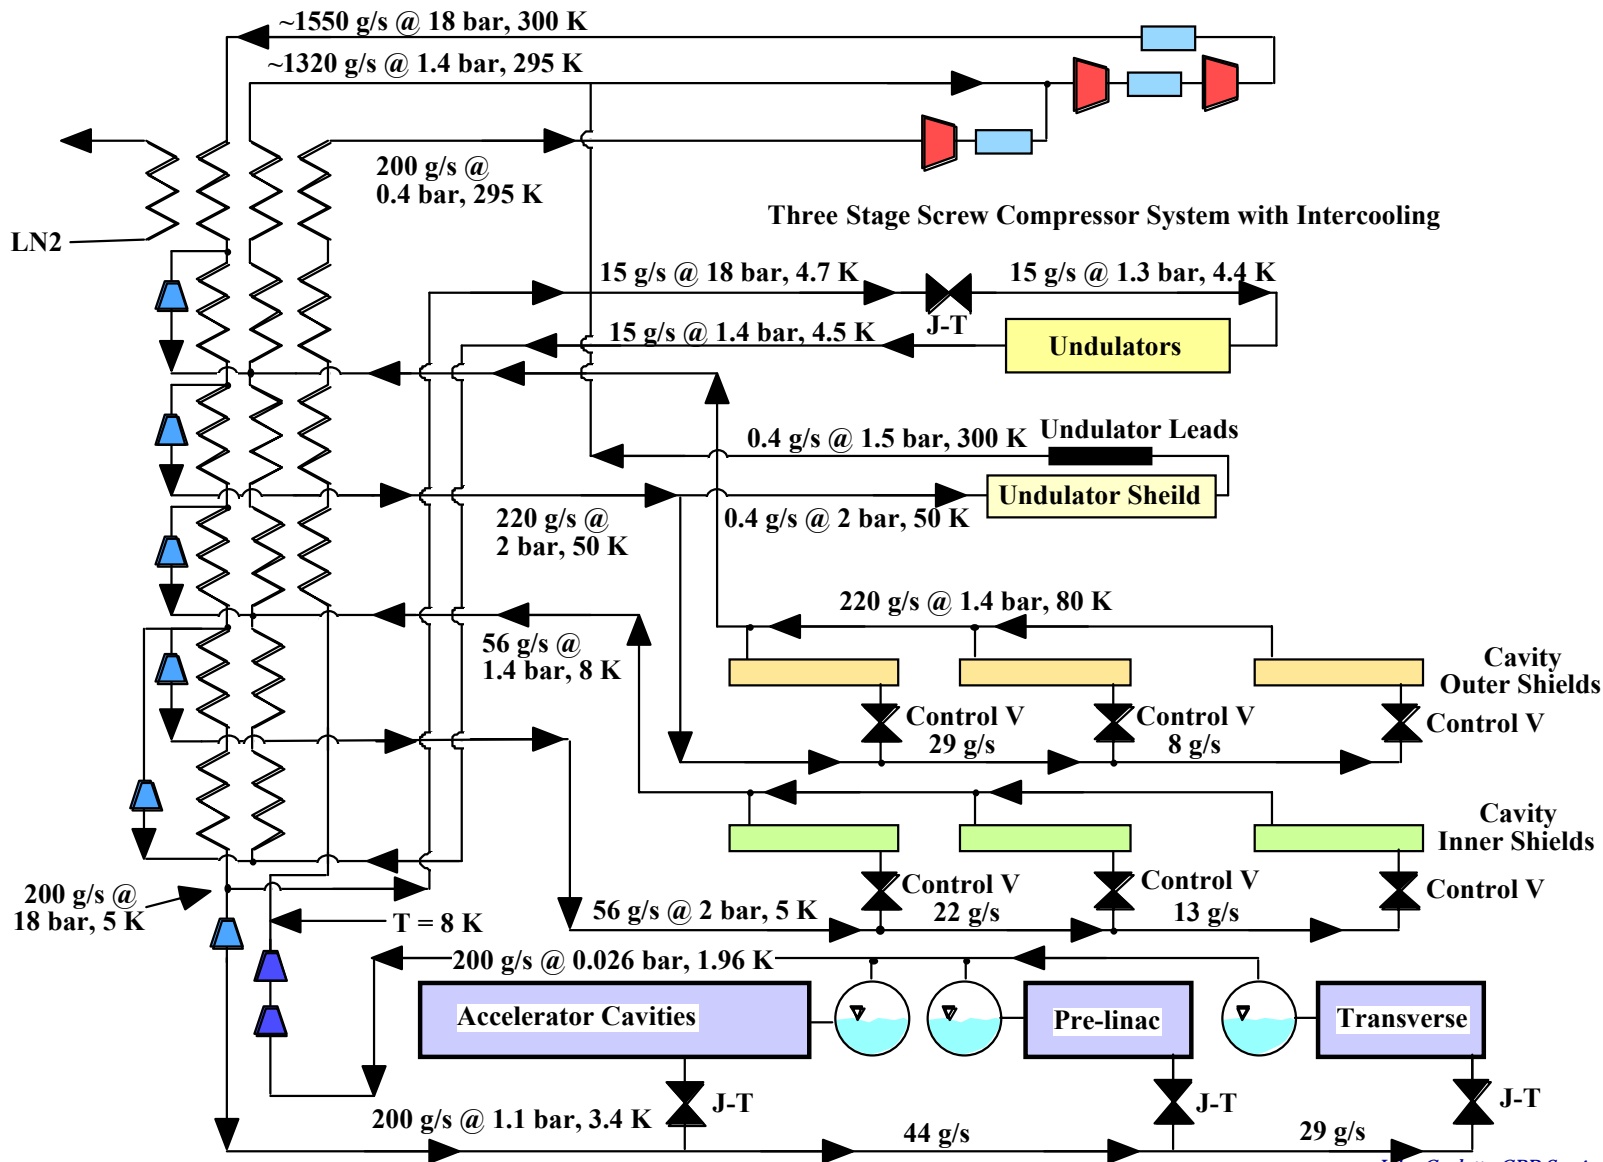 ~1550 g/s @ 18 bar, 300 K
~1320 g/s @ 1.4 bar, 295 K
200 g/s @
0.4 bar, 295 K
LN2
Three Stage Screw Compressor System with Intercooling
15 g/s @ 18 bar, 4.7 K
15 g/s @ 1.3 bar, 4.4 K
J-T
15 g/s @ 1.4 bar, 4.5 K
Undulators
0.4 g/s @ 1.5 bar, 300 K
Undulator Leads
Undulator Sheild
220 g/s @
2 bar, 50 K
0.4 g/s @ 2 bar, 50 K
220 g/s @ 1.4 bar, 80 K
56 g/s @
1.4 bar, 8 K
Cavity
Outer Shields
Control V
29 g/s
Control V
8 g/s
Control V
Cavity
Inner Shields
200 g/s @
18 bar, 5 K
Control V
22 g/s
Control V
13 g/s
Control V
56 g/s @ 2 bar, 5 K
T = 8 K
200 g/s @ 0.026 bar, 1.96 K
Accelerator Cavities
Pre-linac
Transverse
J-T
J-T
J-T
200 g/s @ 1.1 bar, 3.4 K
44 g/s
29 g/s